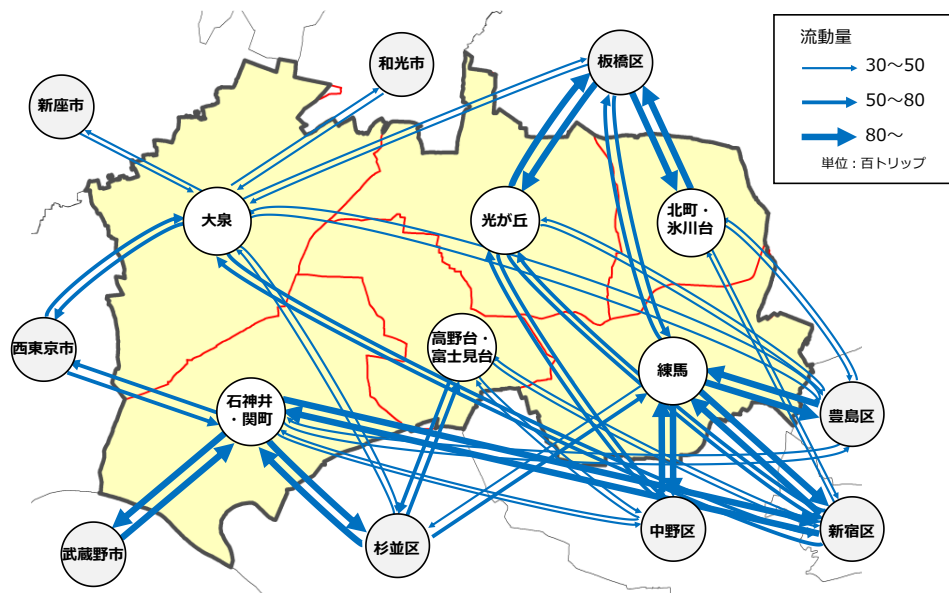 流動量
30～50
50～80
80～
単位：百トリップ
和光市
板橋区
新座市
大泉
光が丘
北町・
氷川台
西東京市
高野台・
富士見台
練馬
石神井
・関町
豊島区
武蔵野市
杉並区
中野区
新宿区